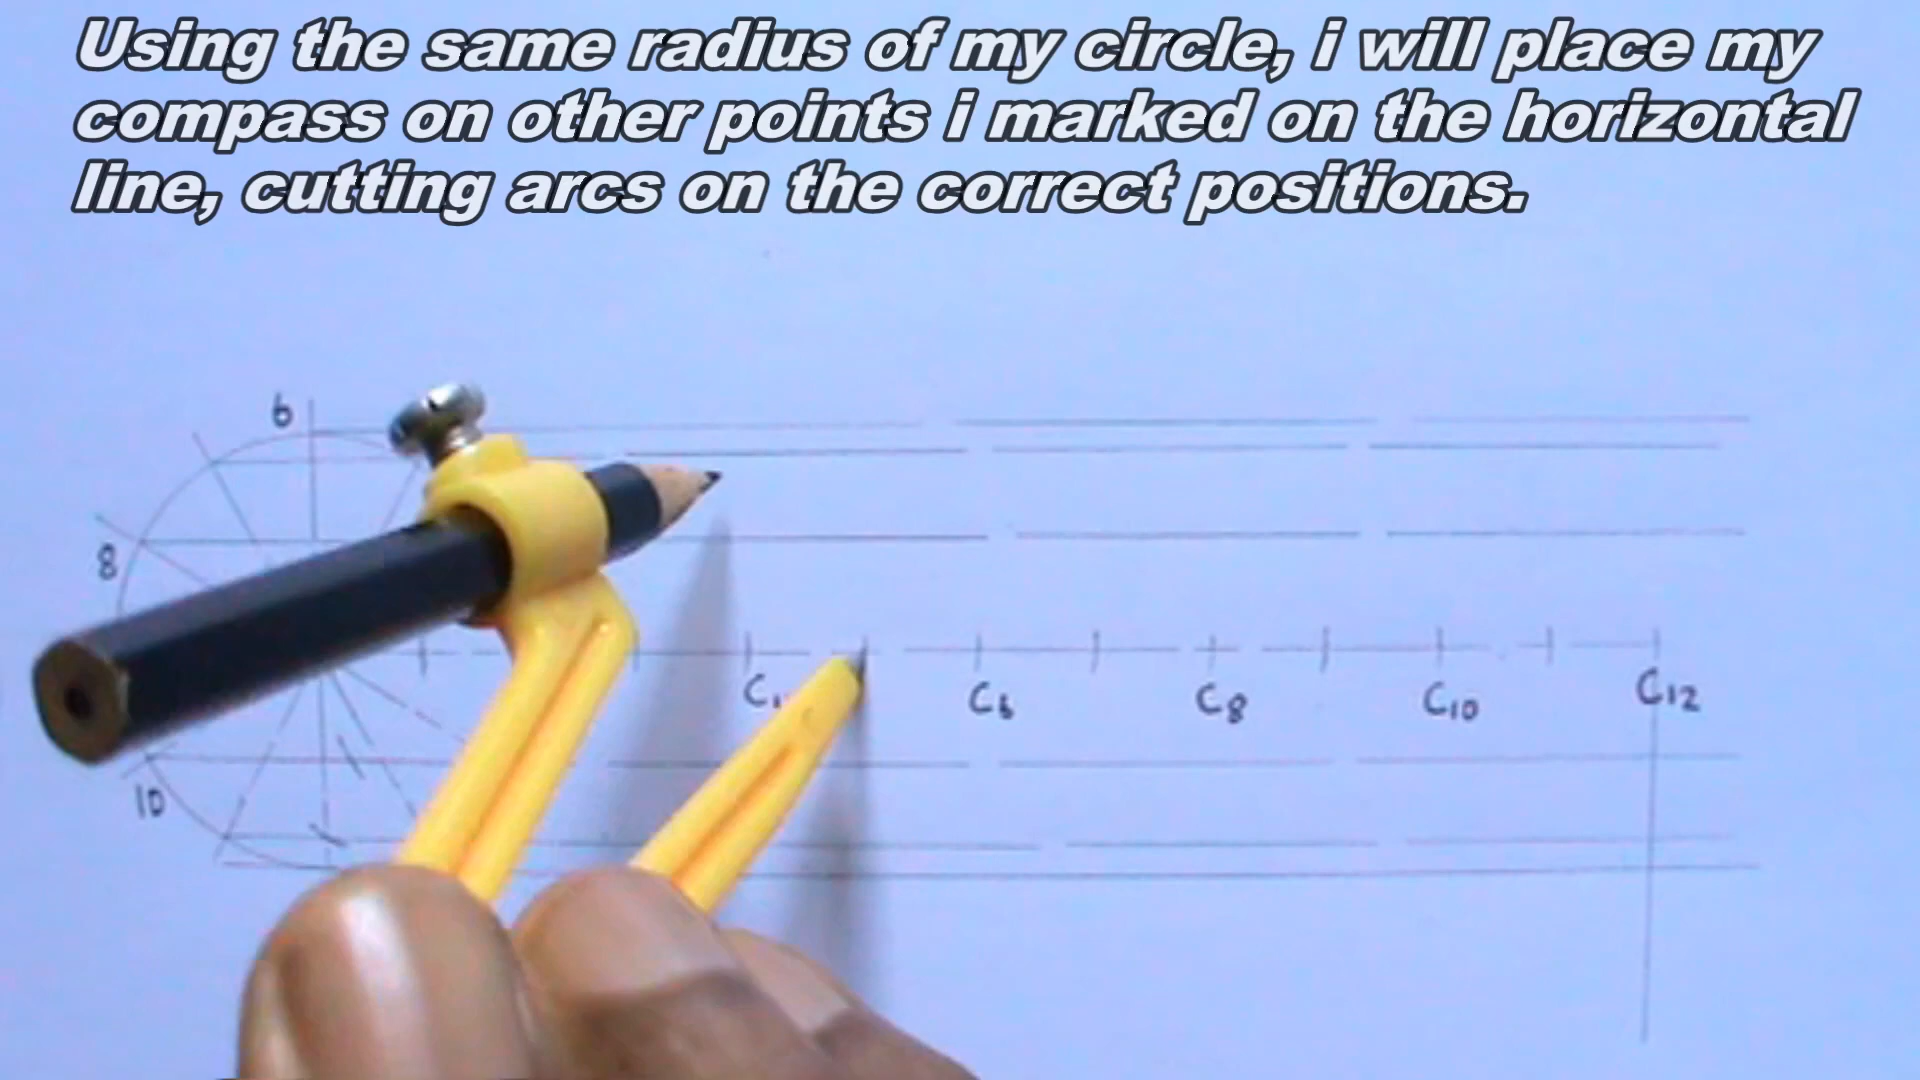 Using the same radius of my circle, i will place my
compass on other points i marked on the horizontal
line, cutting arcs on the correct positions.
6
8
C6 C8 C10 C12
10